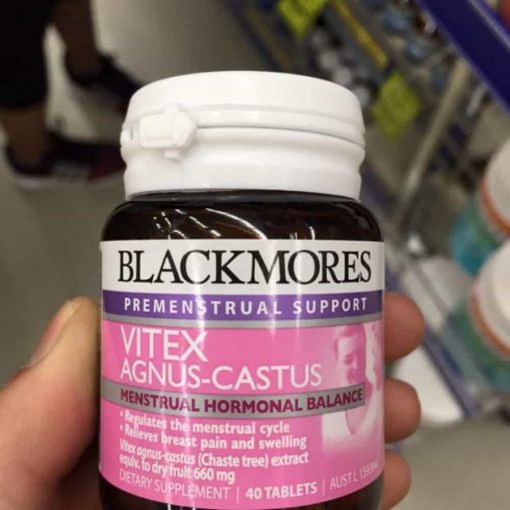 BLACKMORES
PREMENSTRUAL SUPPORT
VITEX
AGNUS-CASTUS
MENSTRUAL HORMONAL BALANCE
• Regulates the menstrual cycle
• Relieves breast pain and swelling
Vitex agnus-castus (Chaste tree) extract
equiv. to dry fruit 660 mg
DIETARY SUPPLEMENT | 40 TABLETS | AUST L